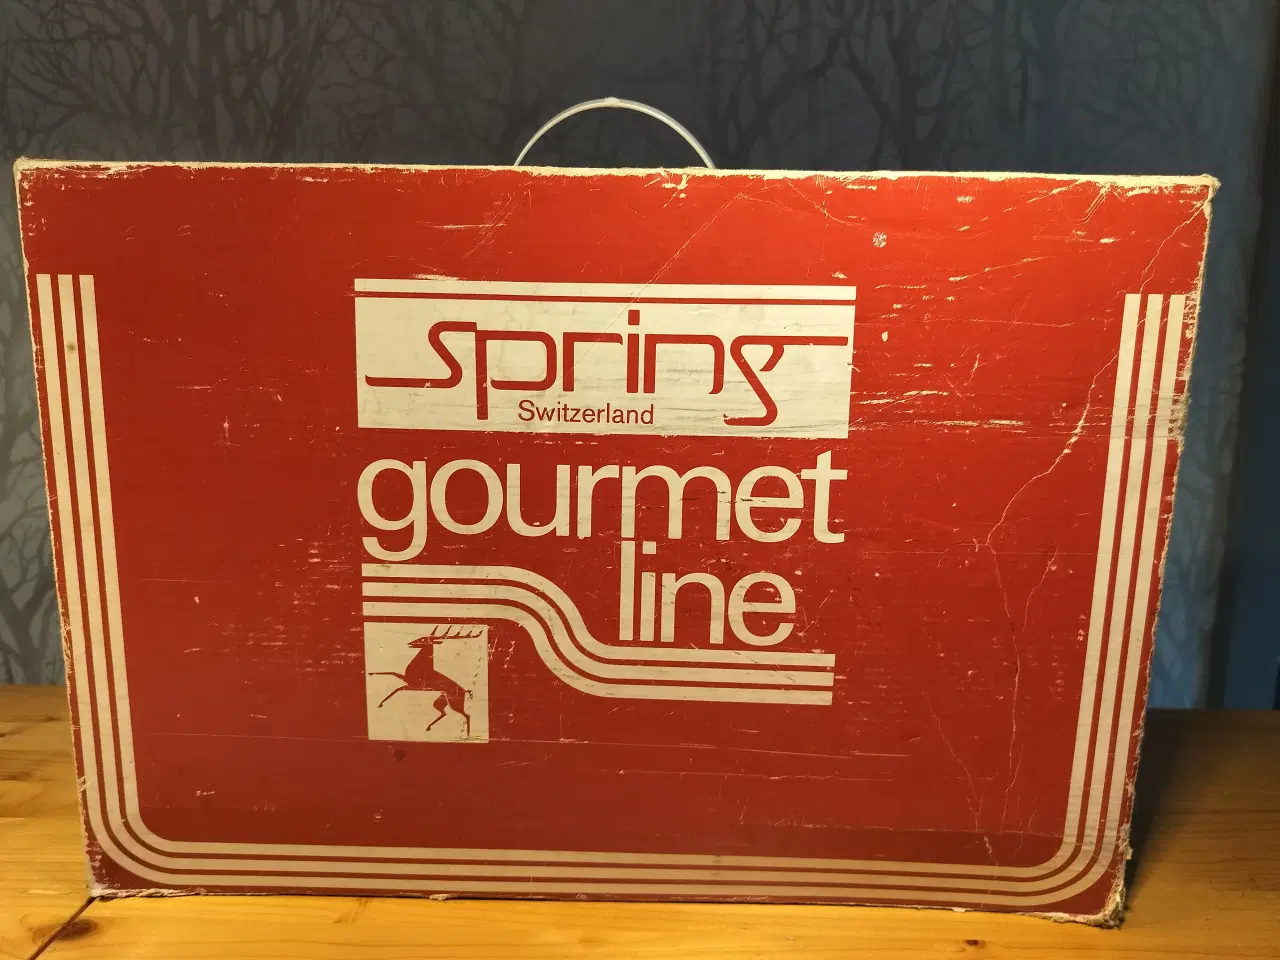 spring
Switzerland
gourmet
line